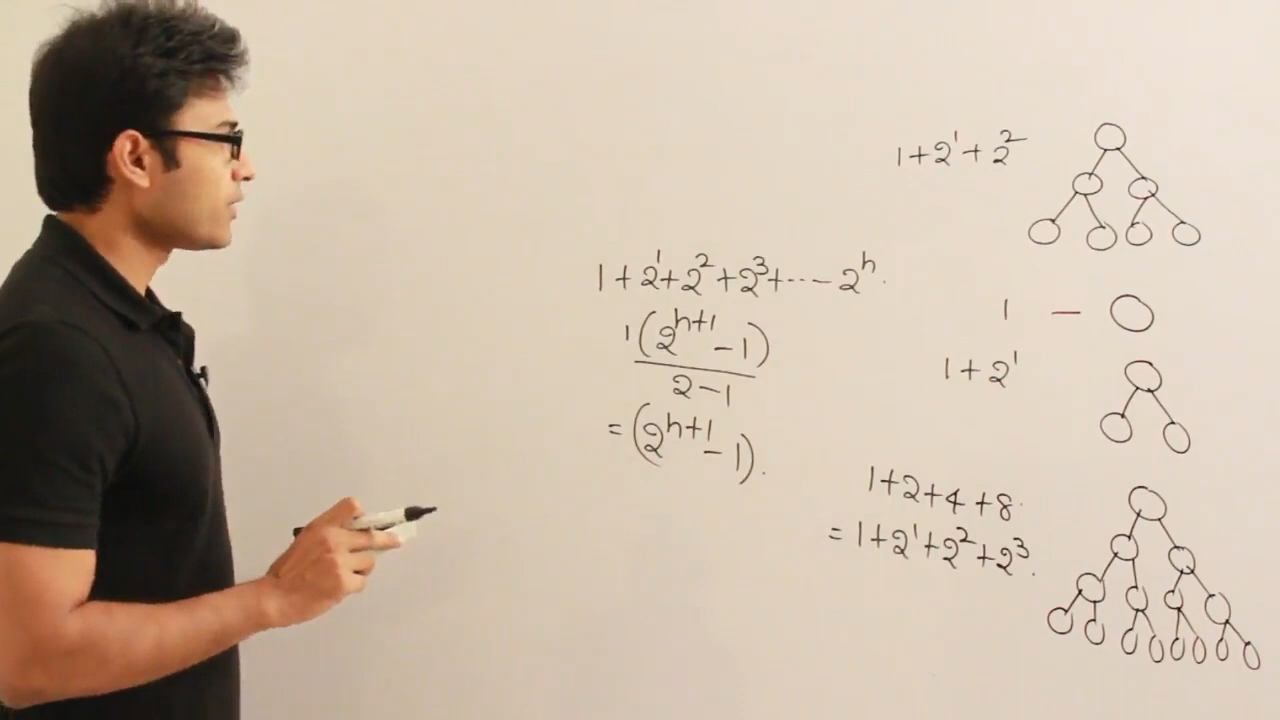 1+2¹+2²
1+2¹+2²+2³+---2ʰ.
1(2ʰ⁺¹-1)
2-1
=(2ʰ⁺¹-1).
1 —
1+2¹
1+2+4+8.
=1+2¹+2²+2³.